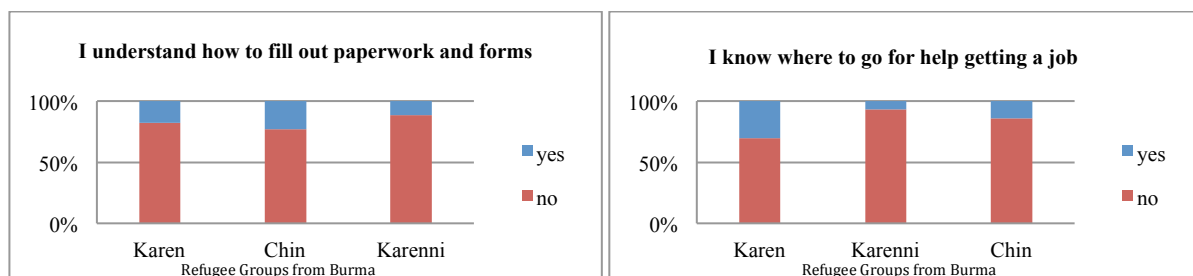 I understand how to fill out paperwork and forms
100%
50%
0%
yes
no
Karen Chin Karenni
Refugee Groups from Burma
I know where to go for help getting a job
100%
50%
0%
yes
no
Karen Karenni Chin
Refugee Groups from Burma